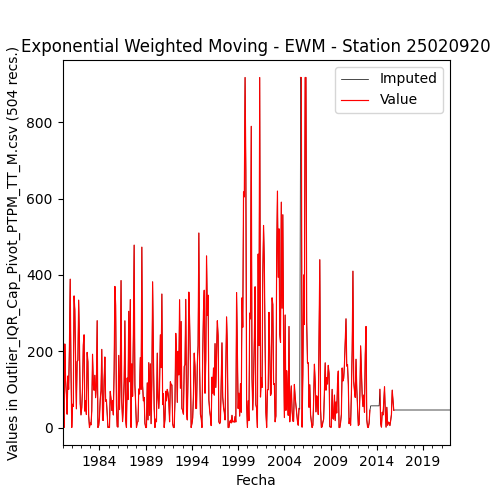 Exponential Weighted Moving - EWM - Station 25020920
Values in Outlier_IQR_Cap_Pivot_PTPM_TT_M.csv (504 recs.)
Imputed
Value
800
600
400
200
0
1984 1989 1994 1999 2004 2009 2014 2019
Fecha